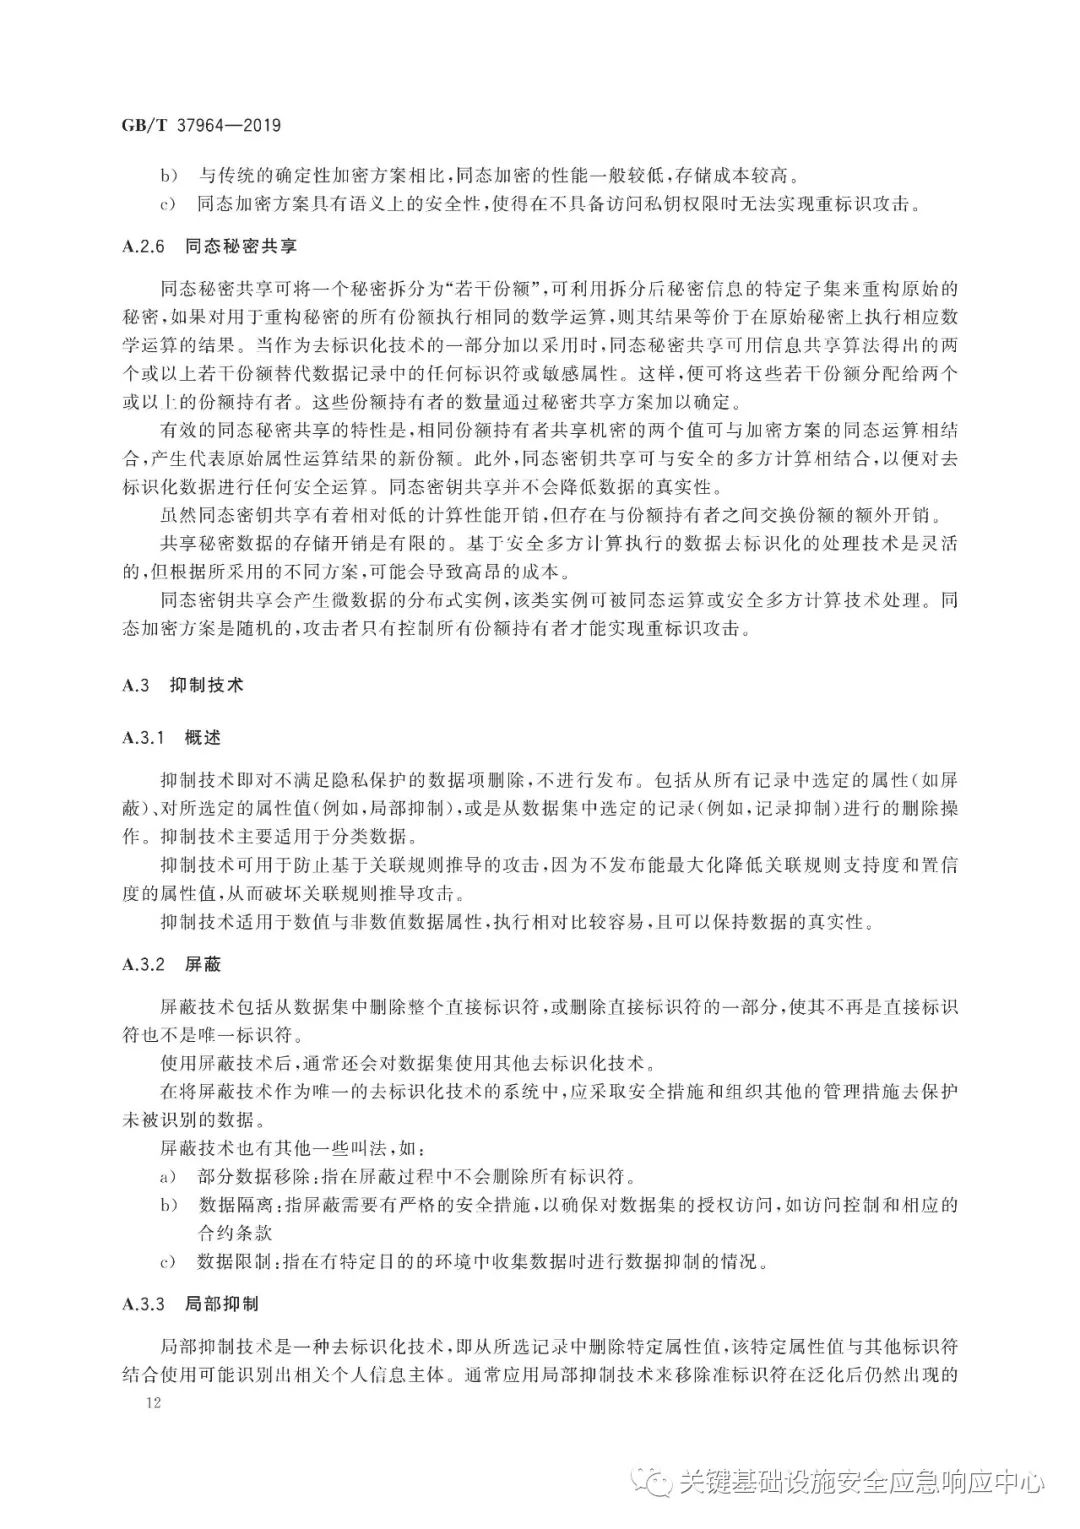 GB/T 37964—2019
b) 与传统的确定性加密方案相比,同态加密的性能一般较低,存储成本较高。
c) 同态加密方案具有语义上的安全性,使得在不具备访问私钥权限时无法实现重标识攻击。
A.2.6 同态秘密共享
同态秘密共享可将一个秘密拆分为“若干份额”,可利用拆分后秘密信息的特定子集来重构原始的
秘密,如果对用于重构秘密的所有份额执行相同的数学运算,则其结果等价于在原始秘密上执行相应数
学运算的结果。当作为去标识化技术的一部分加以采用时,同态秘密共享可用信息共享算法得出的两
个或以上若干份额替代数据记录中的任何标识符或敏感属性。这样,便可将这些若干份额分配给两个
或以上的份额持有者。这些份额持有者的数量通过秘密共享方案加以确定。
有效的同态秘密共享的特性是,相同份额持有者共享机密的两个值可与加密方案的同态运算相结
合,产生代表原始属性运算结果的新份额。此外,同态密钥共享可与安全的多方计算相结合,以便对去
标识化数据进行任何安全运算。同态密钥共享并不会降低数据的真实性。
虽然同态密钥共享有着相对低的计算性能开销,但存在与份额持有者之间交换份额的额外开销。
共享秘密数据的存储开销是有限的。基于安全多方计算执行的数据去标识化的处理技术是灵活
的,但根据所采用的不同方案,可能会导致高昂的成本。
同态密钥共享会产生微数据的分布式实例,该类实例可被同态运算或安全多方计算技术处理。同
态加密方案是随机的,攻击者只有控制所有份额持有者才能实现重标识攻击。
A.3 抑制技术
A.3.1 概述
抑制技术即对不满足隐私保护的数据项删除,不进行发布。包括从所有记录中选定的属性(如屏
蔽)、对所选定的属性值(例如,局部抑制),或是从数据集中选定的记录(例如,记录抑制)进行的删除操
作。抑制技术主要适用于分类数据。
抑制技术可用于防止基于关联规则推导的攻击,因为不发布能最大化降低关联规则支持度和置信
度的属性值,从而破坏关联规则推导攻击。
抑制技术适用于数值与非数值数据属性,执行相对比较容易,且可以保持数据的真实性。
A.3.2 屏蔽
屏蔽技术包括从数据集中删除整个直接标识符,或删除直接标识符的一部分,使其不再是直接标识
符也不是唯一标识符。
使用屏蔽技术后,通常还会对数据集使用其他去标识化技术。
在将屏蔽技术作为唯一的去标识化技术的系统中,应采取安全措施和组织其他的管理措施去保护
未被识别的数据。
屏蔽技术也有其他一些叫法,如:
a) 部分数据移除:指在屏蔽过程中不会删除所有标识符。
b) 数据隔离:指屏蔽需要有严格的安全措施,以确保对数据集的授权访问,如访问控制和相应的
合约条款
c) 数据限制:指在有特定目的的环境中收集数据时进行数据抑制的情况。
A.3.3 局部抑制
局部抑制技术是一种去标识化技术,即从所选记录中删除特定属性值,该特定属性值与其他标识符
结合使用可能识别出相关个人信息主体。通常应用局部抑制技术来移除准标识符在泛化后仍然出现的
12
关键基础设施安全应急响应中心